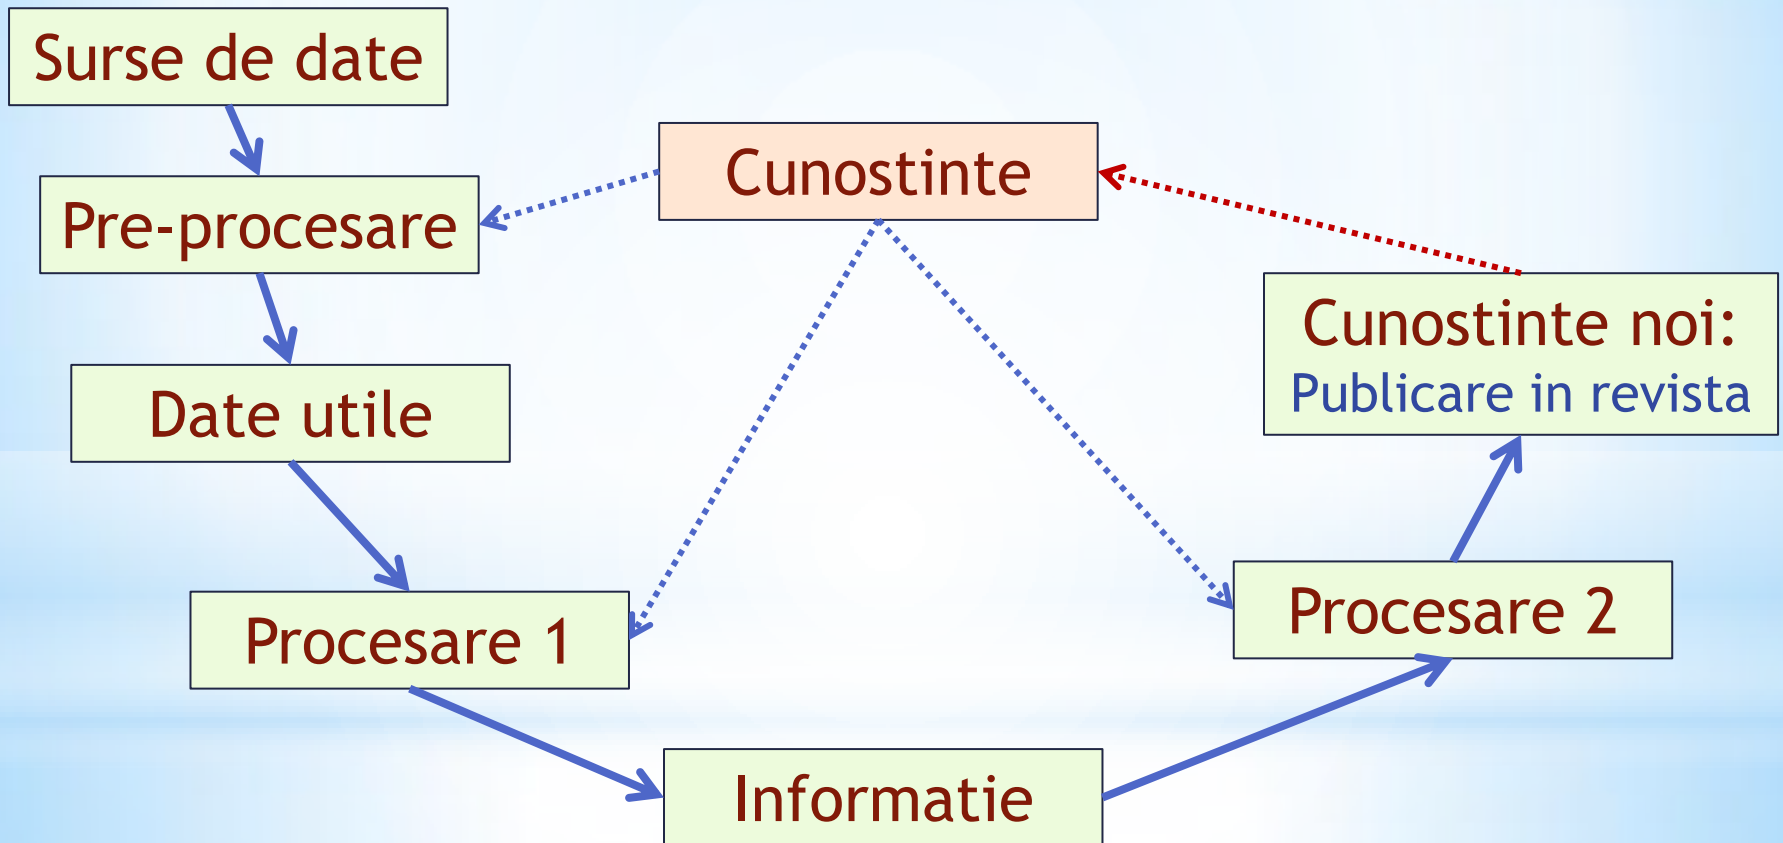 Surse de date
Cunostinte
Pre-procesare
Cunostinte noi:
Publicare in revista
Date utile
Procesare 1
Procesare 2
Informatie